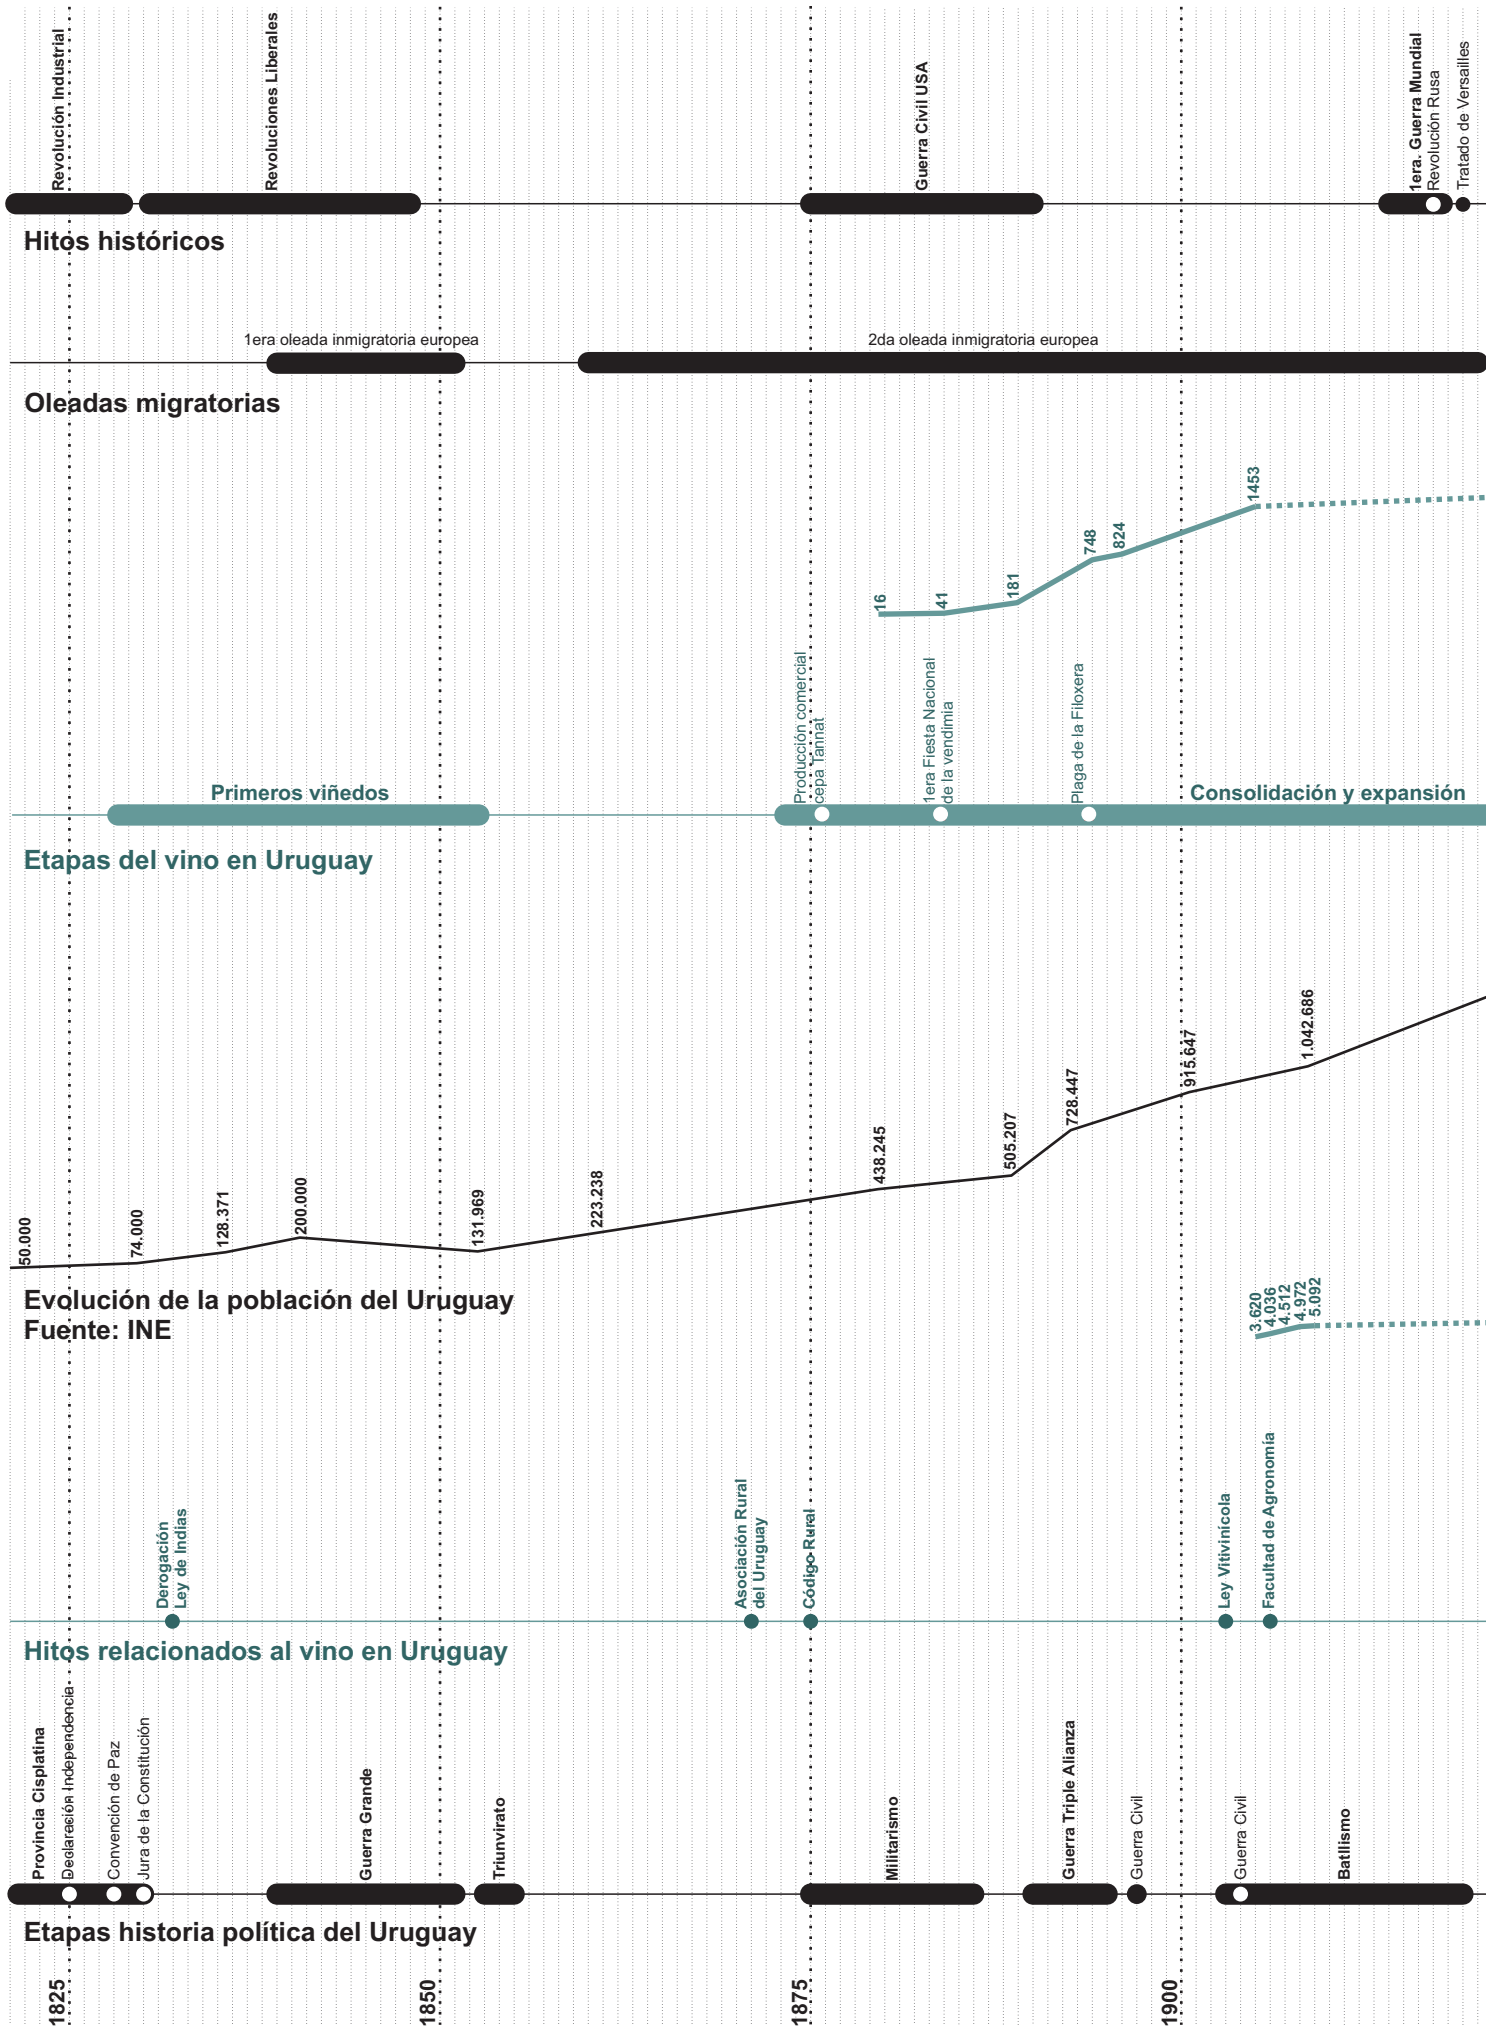 Revolución Industrial
Revoluciones Liberales
Guerra Civil USA
1era. Guerra Mundial
Revolución Rusa
Tratado de Versailles
Hitos históricos
1era oleada inmigratoria europea
2da oleada inmigratoria europea
Oleadas migratorias
16
41
181
748
824
1453
Producción comercial
cepa Tannat
1era Fiesta Nacional
de la vendimia
Plaga de la Filoxera
Primeros viñedos
Consolidación y expansión
Etapas del vino en Uruguay
50.000
74.000
128.371
200.000
131.969
223.238
438.245
505.207
728.447
915.647
1.042.686
Evolución de la población del Uruguay
Fuente: INE
3.620
4.036
4.512
4.972
5.092
Derogación
Ley de Indias
Asociación Rural
del Uruguay
Código Rural
Ley Vitivinícola
Facultad de Agronomía
Hitos relacionados al vino en Uruguay
Provincia Cisplatina
Declaración Independencia
Convención de Paz
Jura de la Constitución
Guerra Grande
Triunvirato
Militarismo
Guerra Triple Alianza
Guerra Civil
Guerra Civil
Batllismo
Etapas historia política del Uruguay
1825
1850
1875
1900